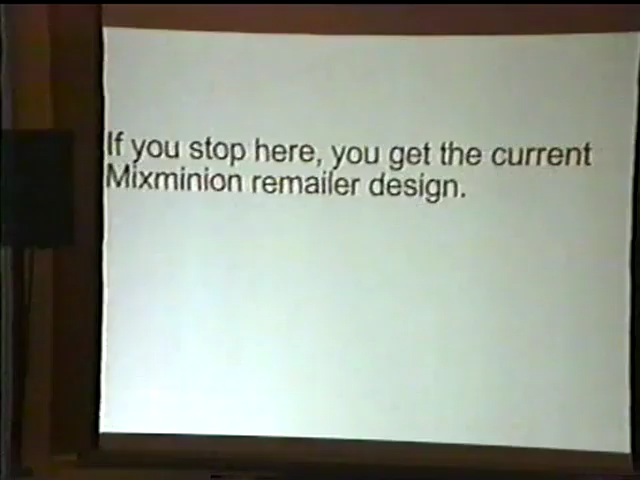 If you stop here, you get the current
Mixminion remailer design.